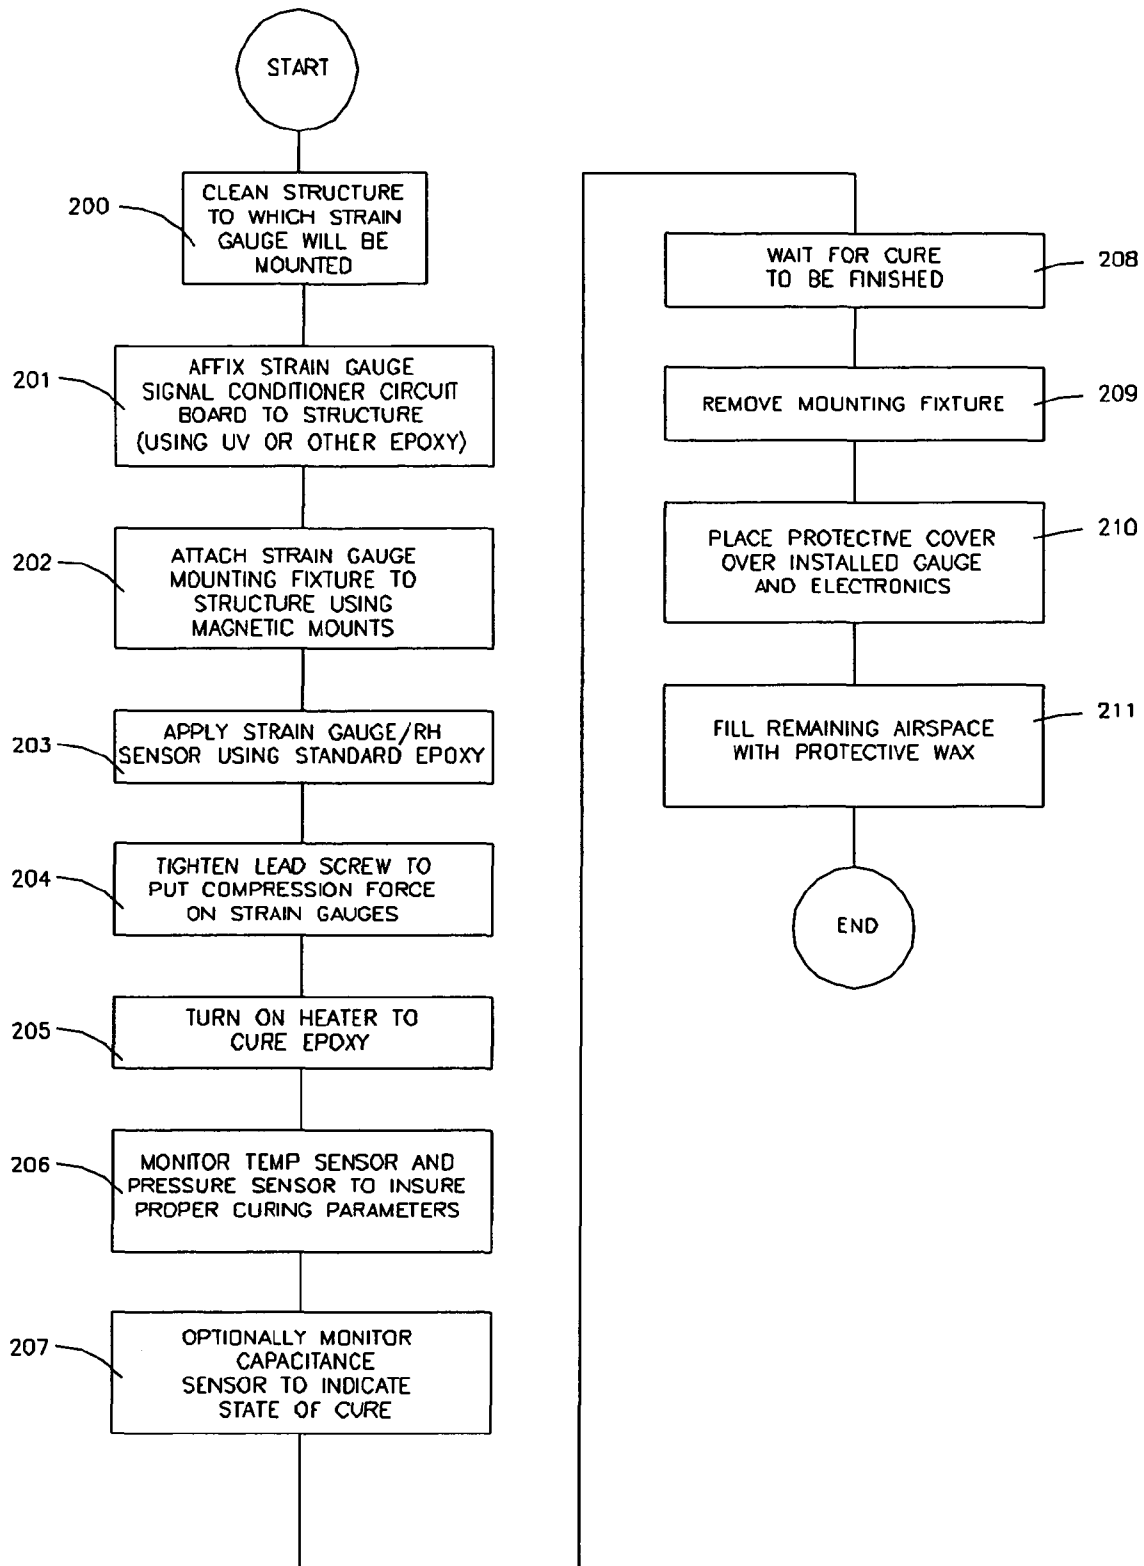 START
200
CLEAN STRUCTURE
TO WHICH STRAIN
GAUGE WILL BE
MOUNTED
201
AFFIX STRAIN GAUGE
SIGNAL CONDITIONER CIRCUIT
BOARD TO STRUCTURE
(USING UV OR OTHER EPOXY)
202
ATTACH STRAIN GAUGE
MOUNTING FIXTURE TO
STRUCTURE USING
MAGNETIC MOUNTS
203
APPLY STRAIN GAUGE/RH
SENSOR USING STANDARD EPOXY
204
TIGHTEN LEAD SCREW TO
PUT COMPRESSION FORCE
ON STRAIN GAUGES
205
TURN ON HEATER TO
CURE EPOXY
206
MONITOR TEMP SENSOR AND
PRESSURE SENSOR TO INSURE
PROPER CURING PARAMETERS
207
OPTIONALLY MONITOR
CAPACITANCE
SENSOR TO INDICATE
STATE OF CURE
WAIT FOR CURE
TO BE FINISHED
208
REMOVE MOUNTING FIXTURE
209
PLACE PROTECTIVE COVER
OVER INSTALLED GAUGE
AND ELECTRONICS
210
FILL REMAINING AIRSPACE
WITH PROTECTIVE WAX
211
END